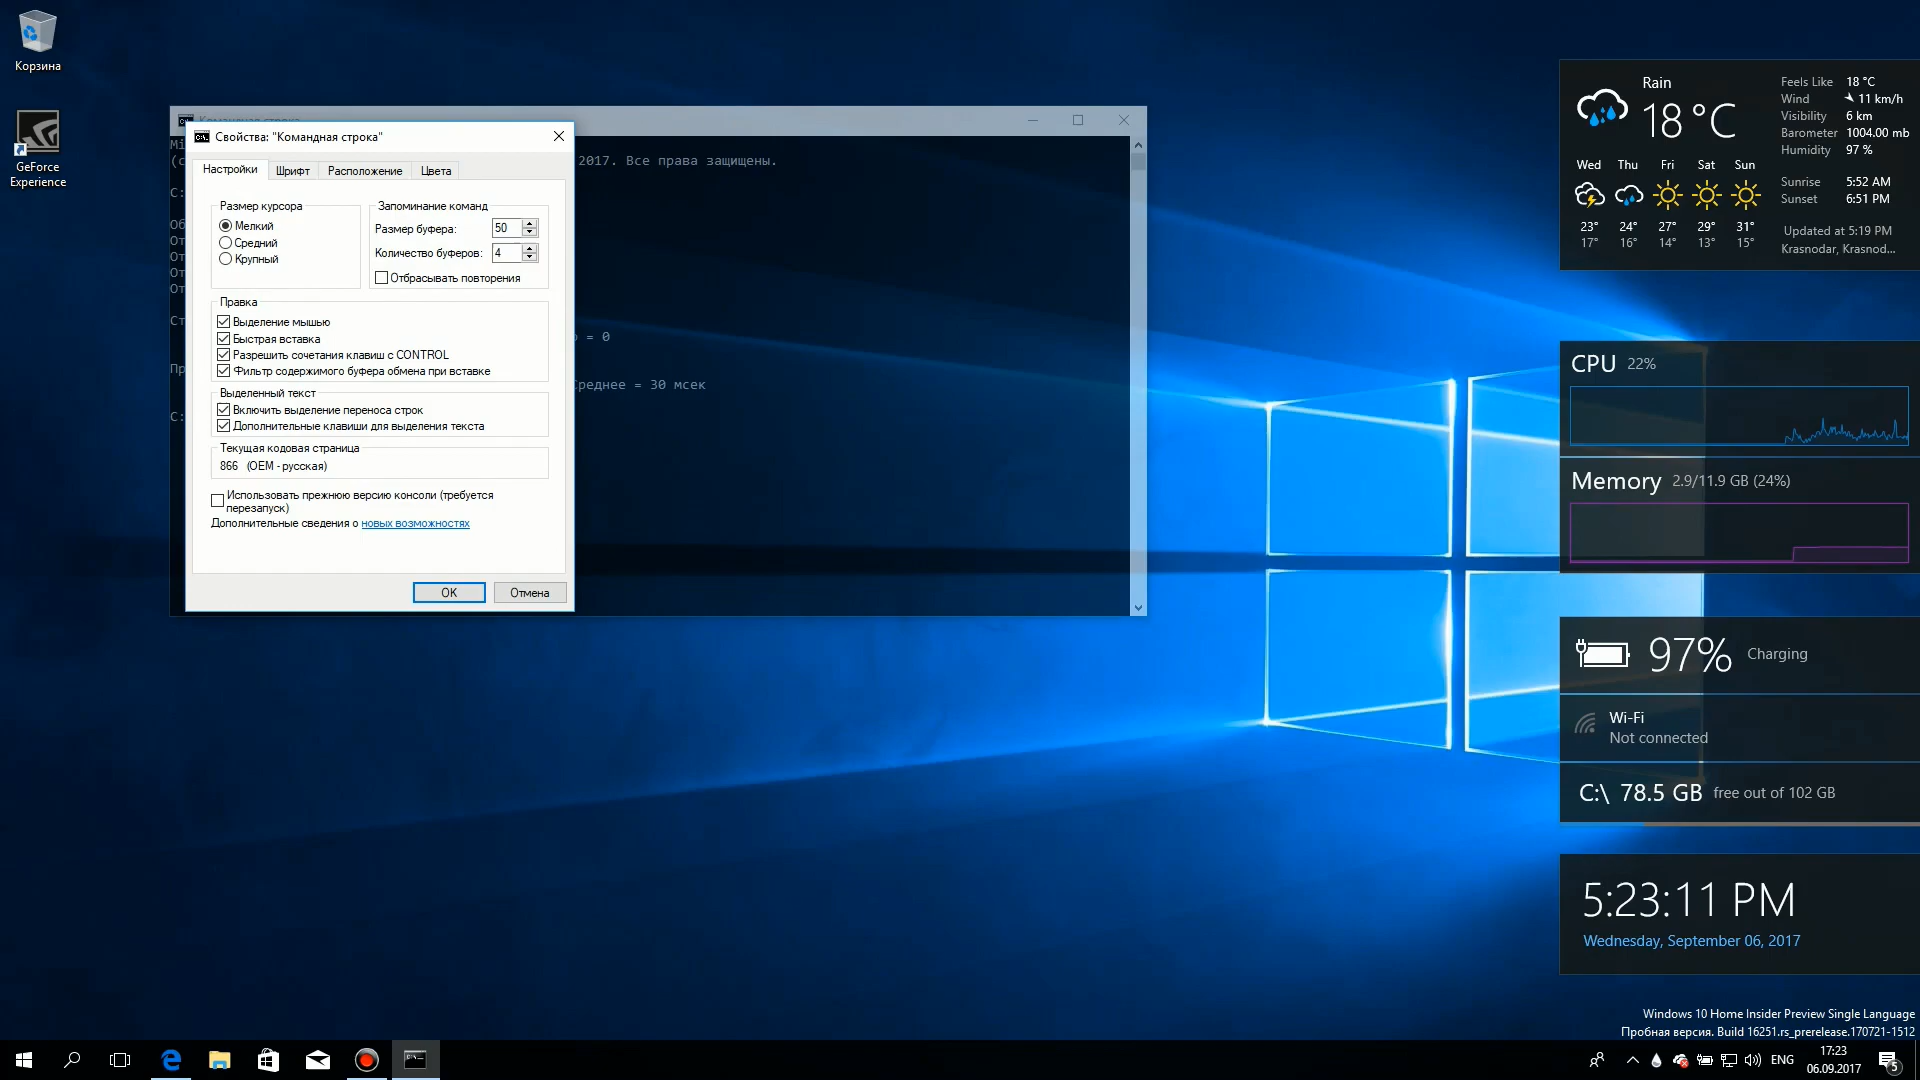 Корзина
GeForce
Experience
Командная строка
Свойства: "Командная строка"
Настройки
Шрифт
Расположение
Цвета
Размер курсора
Мелкий
Средний
Крупный
Запоминание команд
Размер буфера: 50
Количество буферов: 4
Отбрасывать повторения
Правка
Выделение мышью
Быстрая вставка
Разрешить сочетания клавиш с CONTROL
Фильтр содержимого буфера обмена при вставке
Выделенный текст
Включить выделение переноса строк
Дополнительные клавиши для выделения текста
Текущая кодовая страница
866 (OEM - русская)
Использовать прежнюю версию консоли (требуется
перезапуск)
Дополнительные сведения о новых возможностях
OK
Отмена
2017. Все права защищены.
= 0
Среднее = 30 мсек
Rain
18 °C
Feels Like 18 °C
Wind 11 km/h
Visibility 6 km
Barometer 1004.00 mb
Humidity 97 %
Sunrise 5:52 AM
Sunset 6:51 PM
Updated at 5:19 PM
Krasnodar, Krasnod...
Wed Thu Fri Sat Sun
23° 24° 27° 29° 31°
17° 16° 14° 13° 15°
CPU 22%
Memory 2.9/11.9 GB (24%)
97% Charging
Wi-Fi
Not connected
C:\ 78.5 GB free out of 102 GB
5:23:11 PM
Wednesday, September 06, 2017
Windows 10 Home Insider Preview Single Language
Пробная версия. Build 16251.rs_prerelease.170721-1512
ENG
17:23
06.09.2017
5